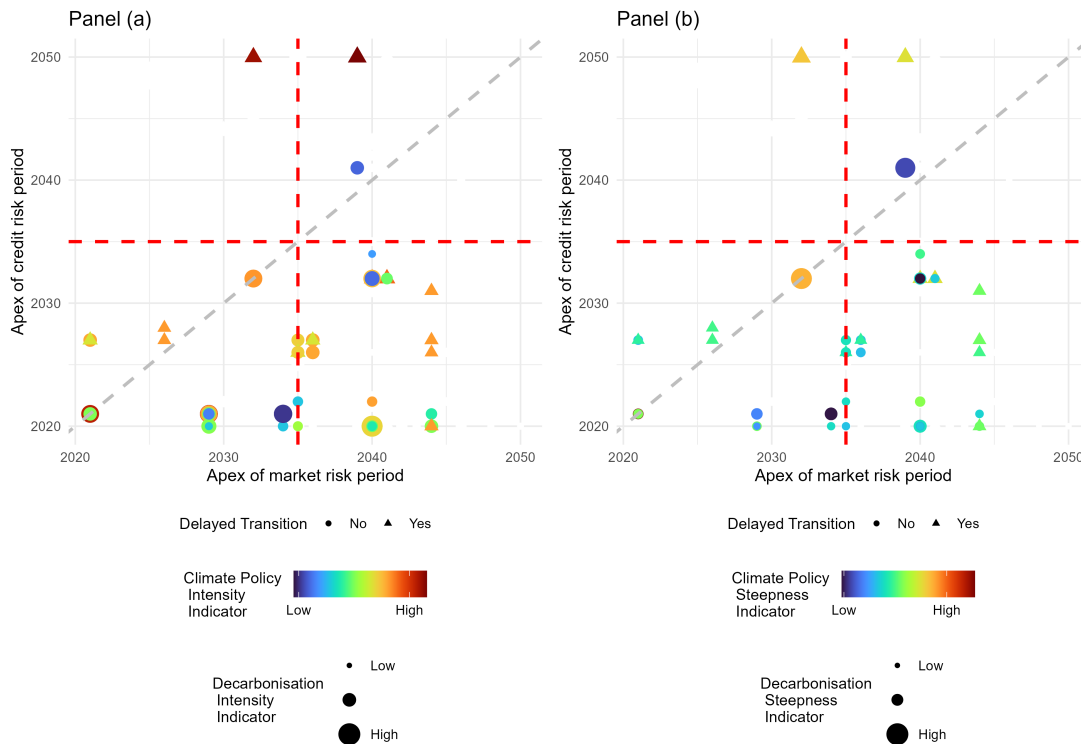 Panel (a)
Apex of credit risk period
2050
2040
2030
2020
2020
2030
2040
2050
Apex of market risk period
Delayed Transition
No
Yes
Climate Policy
Intensity
Indicator
Low
High
Decarbonisation
Intensity
Indicator
Low
High
Panel (b)
Apex of credit risk period
2050
2040
2030
2020
2020
2030
2040
2050
Apex of market risk period
Delayed Transition
No
Yes
Climate Policy
Steepness
Indicator
Low
High
Decarbonisation
Steepness
Indicator
Low
High